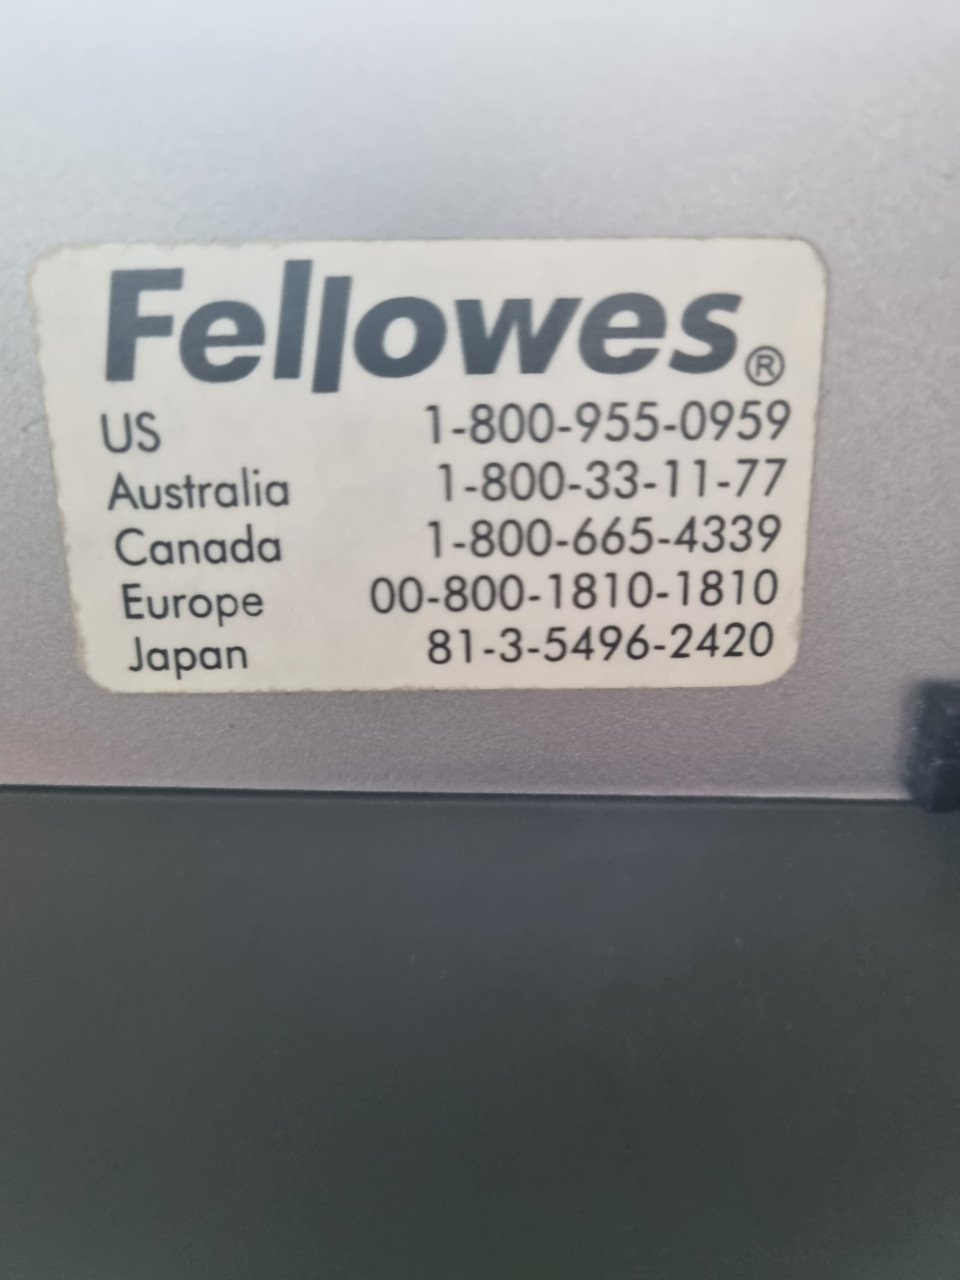 Fellowes®
US 1-800-955-0959
Australia 1-800-33-11-77
Canada 1-800-665-4339
Europe 00-800-1810-1810
Japan 81-3-5496-2420